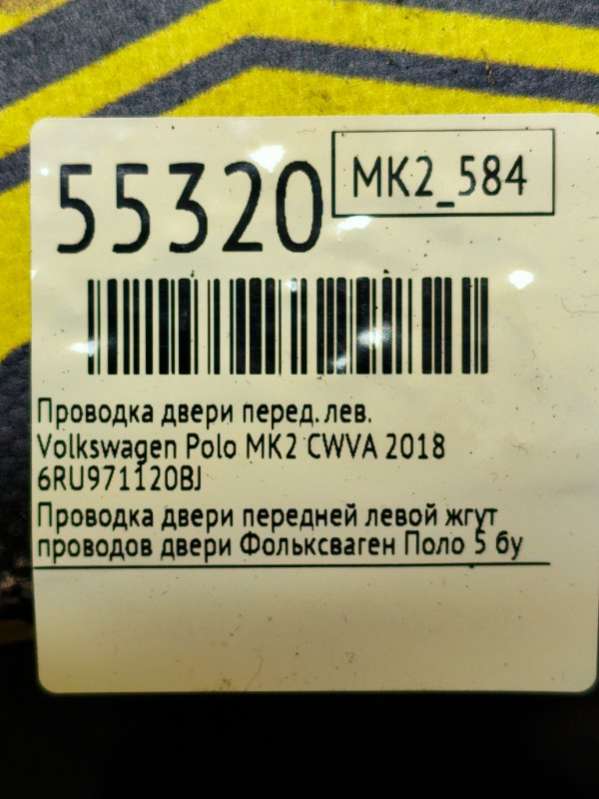 55320
MK2_584
Проводка двери перед. лев.
Volkswagen Polo MK2 CWVA 2018
6RU971120BJ
Проводка двери передней левой жгут
проводов двери Фольксваген Поло 5 бу